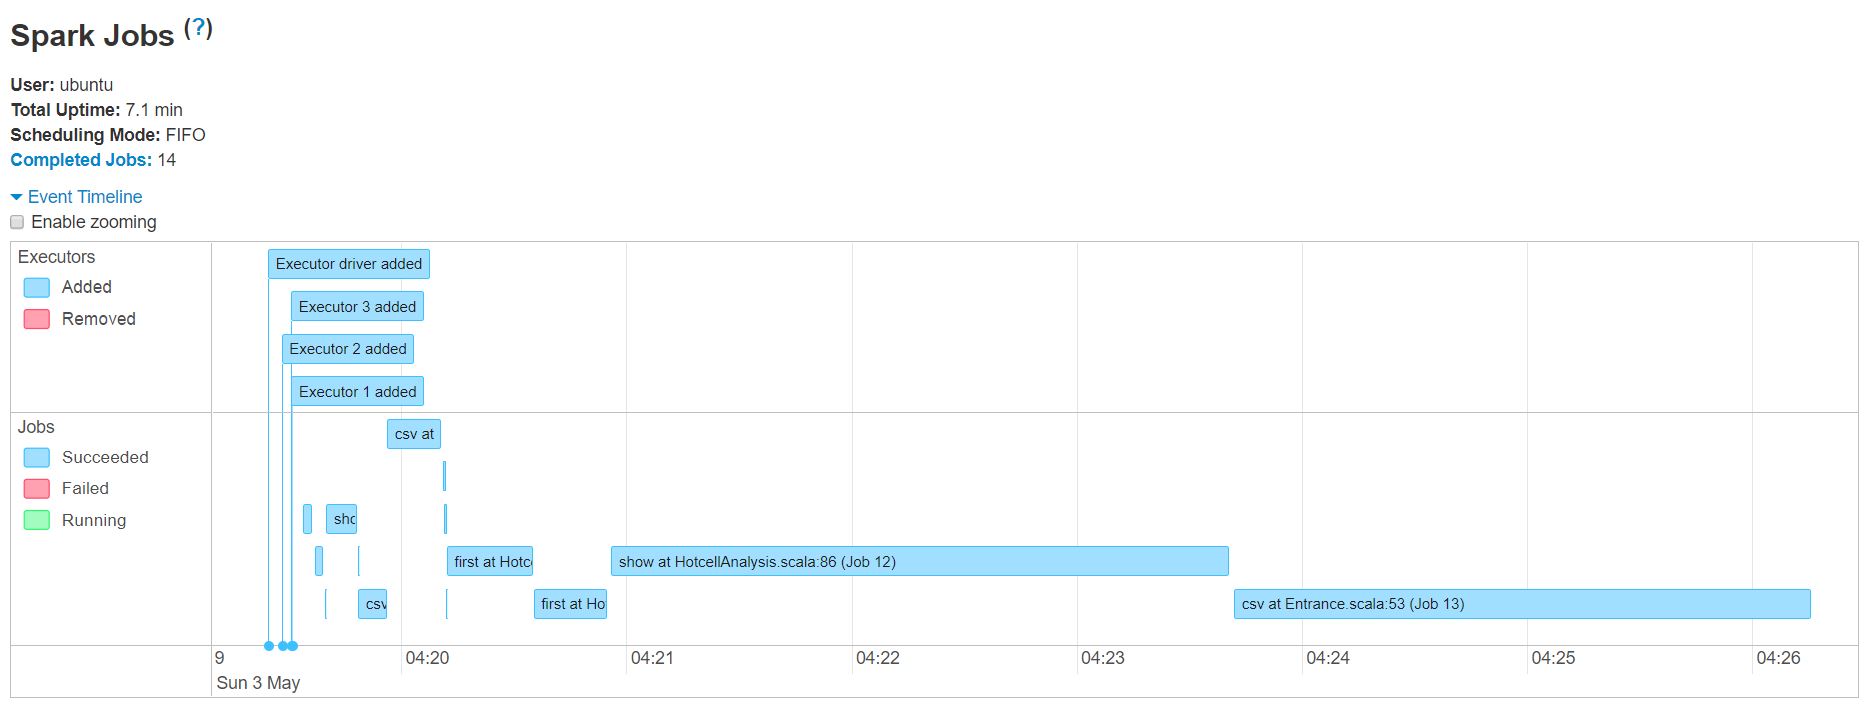 Spark Jobs (?)
User: ubuntu
Total Uptime: 7.1 min
Scheduling Mode: FIFO
Completed Jobs: 14
Event Timeline
Enable zooming
Executors
Added
Removed
Executor driver added
Executor 3 added
Executor 2 added
Executor 1 added
Jobs
Succeeded
Failed
Running
csv at
sho
first at Hotc
show at HotcellAnalysis.scala:86 (Job 12)
csv
first at Ho
csv at Entrance.scala:53 (Job 13)
9 04:20 04:21 04:22 04:23 04:24 04:25 04:26
Sun 3 May